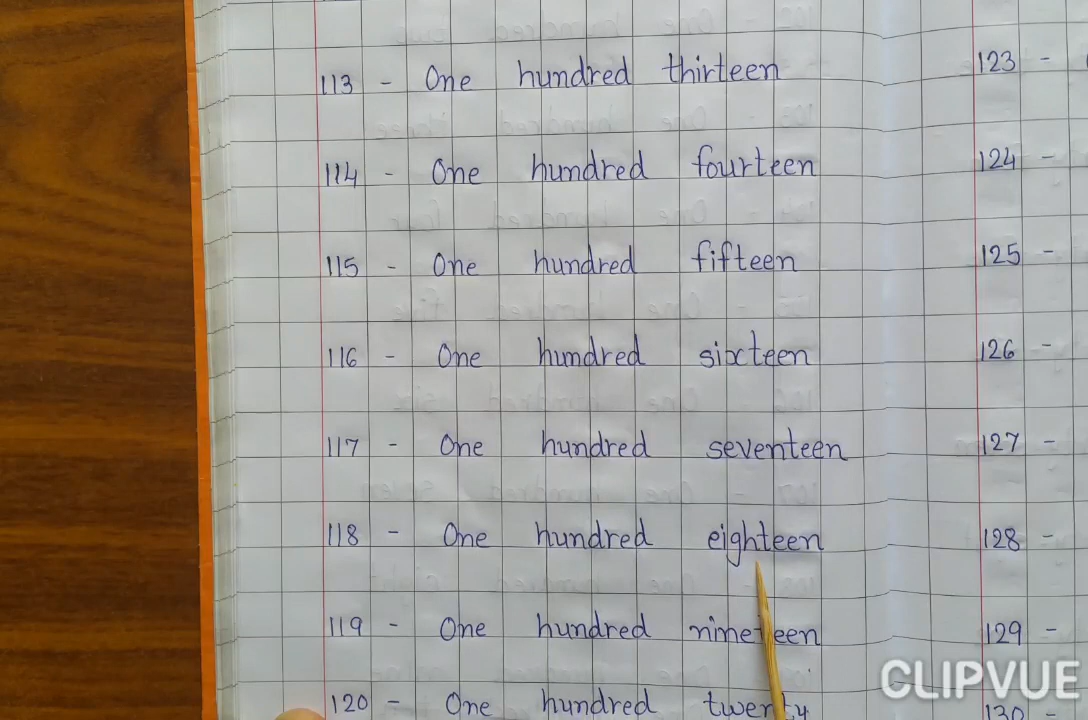 113 - One hundred thirteen
114 - One hundred fourteen
115 - One hundred fifteen
116 - One hundred sixteen
117 - One hundred seventeen
118 - One hundred eighteen
119 - One hundred nineteen
120 - One hundred twenty
123 -
124 -
125 -
126 -
127 -
128 -
129 -
130 -
CLIPVUE